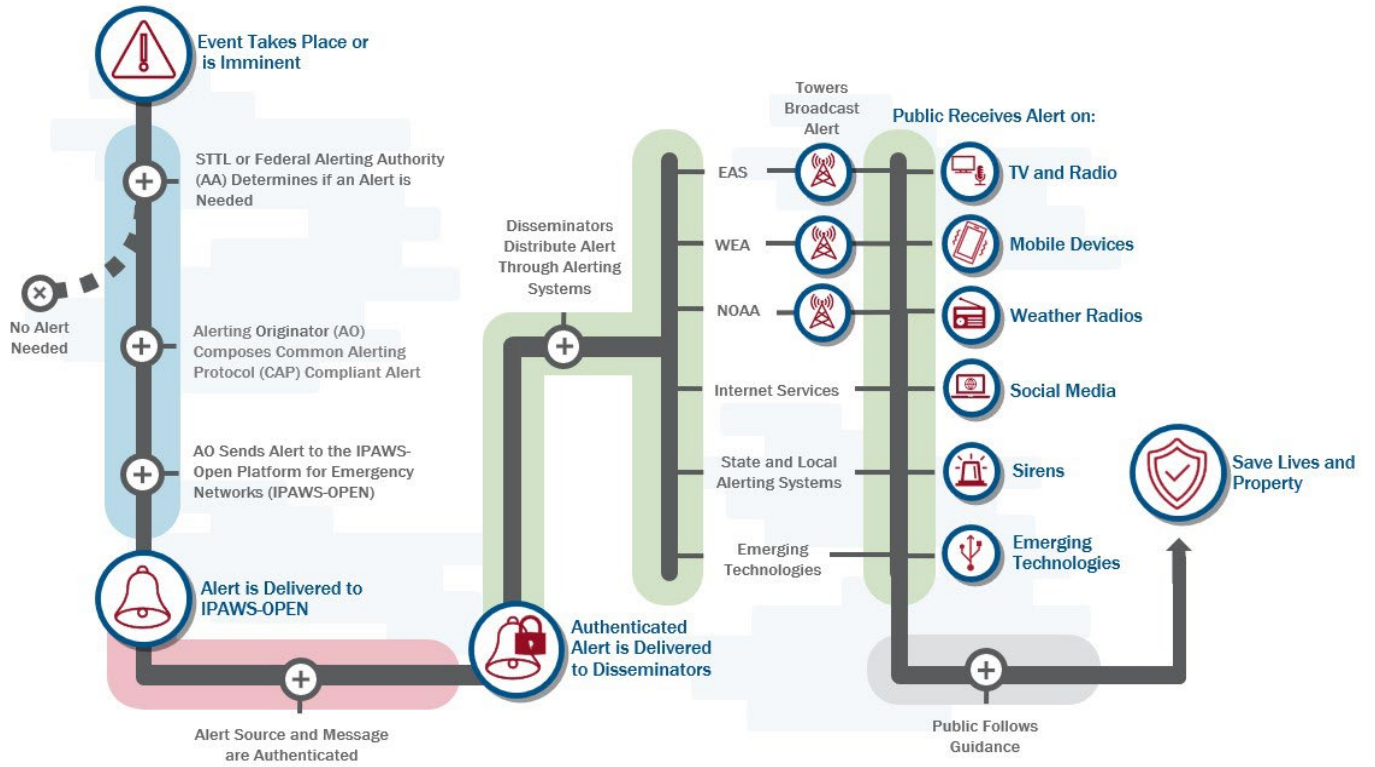 Event Takes Place or
is Imminent
STTL or Federal Alerting Authority
(AA) Determines if an Alert is
Needed
No Alert
Needed
Alerting Originator (AO)
Composes Common Alerting
Protocol (CAP) Compliant Alert
AO Sends Alert to the IPAWS-
Open Platform for Emergency
Networks (IPAWS-OPEN)
Alert is Delivered to
IPAWS-OPEN
Alert Source and Message
are Authenticated
Authenticated
Alert is Delivered
to Disseminators
Disseminators
Distribute Alert
Through Alerting
Systems
EAS
WEA
NOAA
Internet Services
State and Local
Alerting Systems
Emerging
Technologies
Towers
Broadcast
Alert
Public Receives Alert on:
TV and Radio
Mobile Devices
Weather Radios
Social Media
Sirens
Emerging
Technologies
Public Follows
Guidance
Save Lives and
Property